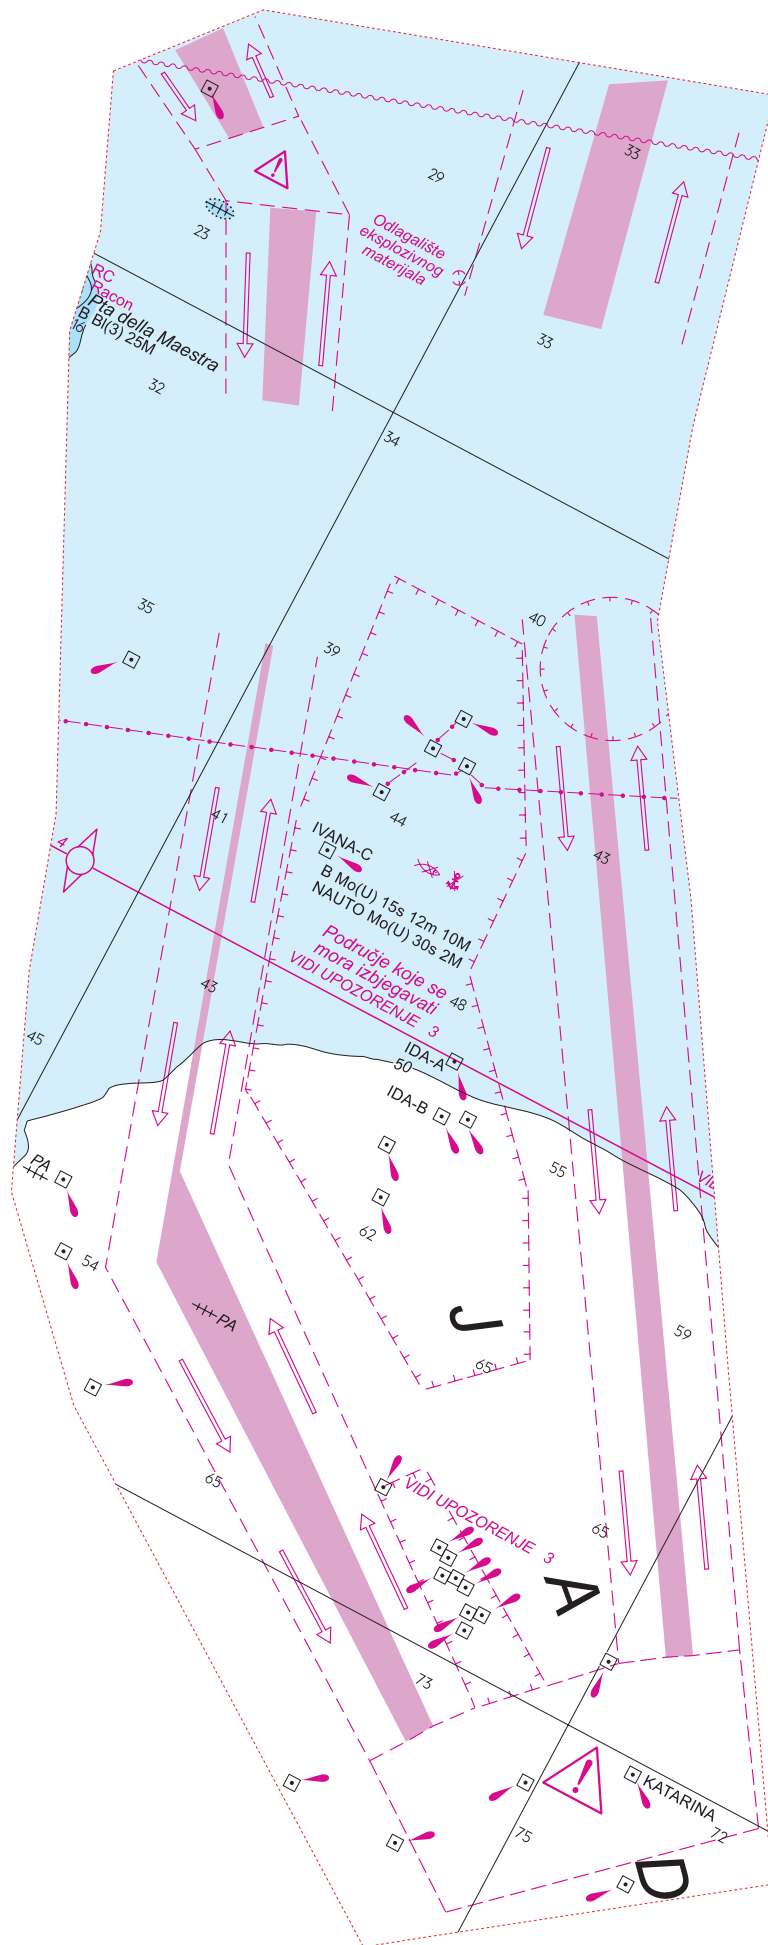 33
29
23
Odlagalište
eksplozivnog
materijala
RC
Racon
Pta della Maestra
B Bl(3) 25M
16
33
32
34
35
40
39
41
44
43
IVANA-C
B Mo(U) 15s 12m 10M
NAUTO Mo(U) 30s 2M
4
Područje koje se
mora izbjegavati
VIDI UPOZORENJE 3
43
48
45
IDA-A
50
IDA-B
PA
55
VID
62
54
PA
J
59
65
65
VIDI UPOZORENJE 3
65
A
73
KATARINA
75
72
D